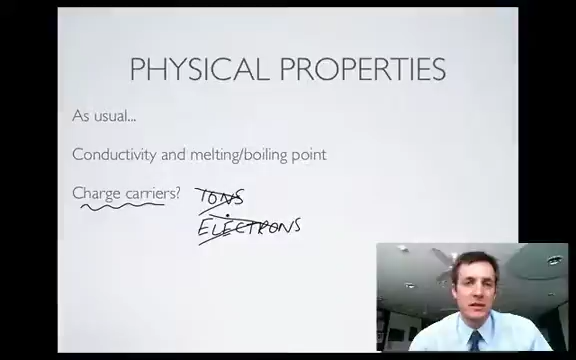 PHYSICAL PROPERTIES
As usual...
Conductivity and melting/boiling point
Charge carriers? IONS
ELECTRONS